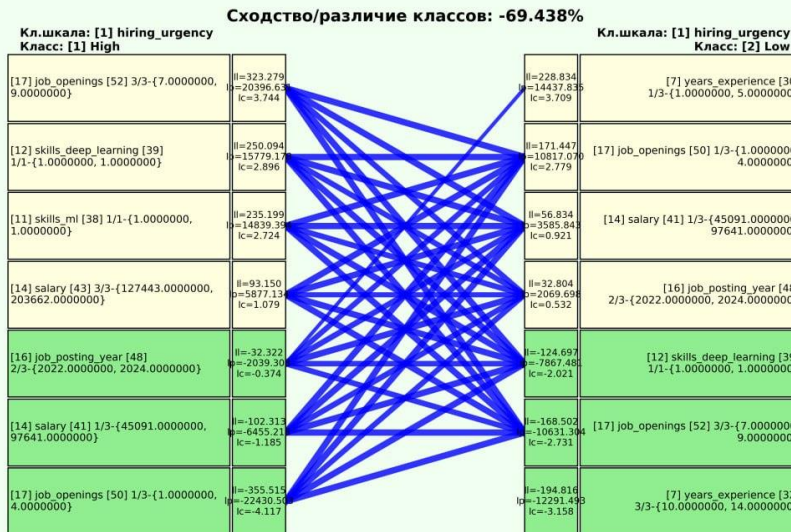 Сходство/различие классов: -69.438%
Кл.шкала: [1] hiring_urgency
Класс: [1] High
Кл.шкала: [1] hiring_urgency
Класс: [2] Low
[17] job_openings [52] 3/3-{7.0000000,
9.0000000}
Il=323.279
Ip=20396.63
Ic=3.744
[12] skills_deep_learning [39]
1/1-{1.0000000, 1.0000000}
Il=250.094
Ip=15779.17
Ic=2.896
[11] skills_ml [38] 1/1-{1.0000000,
1.0000000}
Il=235.199
Ip=14839.39
Ic=2.724
[14] salary [43] 3/3-{127443.0000000,
203662.0000000}
Il=93.150
Ip=5877.13
Ic=1.079
[16] job_posting_year [48]
2/3-{2022.0000000, 2024.0000000}
Il=-32.322
Ip=-2039.30
Ic=-0.374
[14] salary [41] 1/3-{45091.0000000,
97641.0000000}
Il=-102.313
Ip=-6455.21
Ic=-1.185
[17] job_openings [50] 1/3-{1.0000000,
4.0000000}
Il=-355.515
Ip=-22430.50
Ic=-4.117
Il=228.834
Ip=14437.835
Ic=3.709
[7] years_experience [30
1/3-{1.0000000, 5.0000000
Il=171.447
Ip=10817.070
Ic=2.779
[17] job_openings [50] 1/3-{1.0000000
4.0000000
Il=56.834
Ip=3585.843
Ic=0.921
[14] salary [41] 1/3-{45091.0000000
97641.0000000
Il=32.804
Ip=2069.698
Ic=0.532
[16] job_posting_year [48
2/3-{2022.0000000, 2024.0000000
Il=-124.697
Ip=-7867.481
Ic=-2.021
[12] skills_deep_learning [39
1/1-{1.0000000, 1.0000000
Il=-168.502
Ip=-10631.304
Ic=-2.731
[17] job_openings [52] 3/3-{7.0000000
9.0000000
Il=-194.816
Ip=-12291.493
Ic=-3.158
[7] years_experience [32
3/3-{10.0000000, 14.0000000